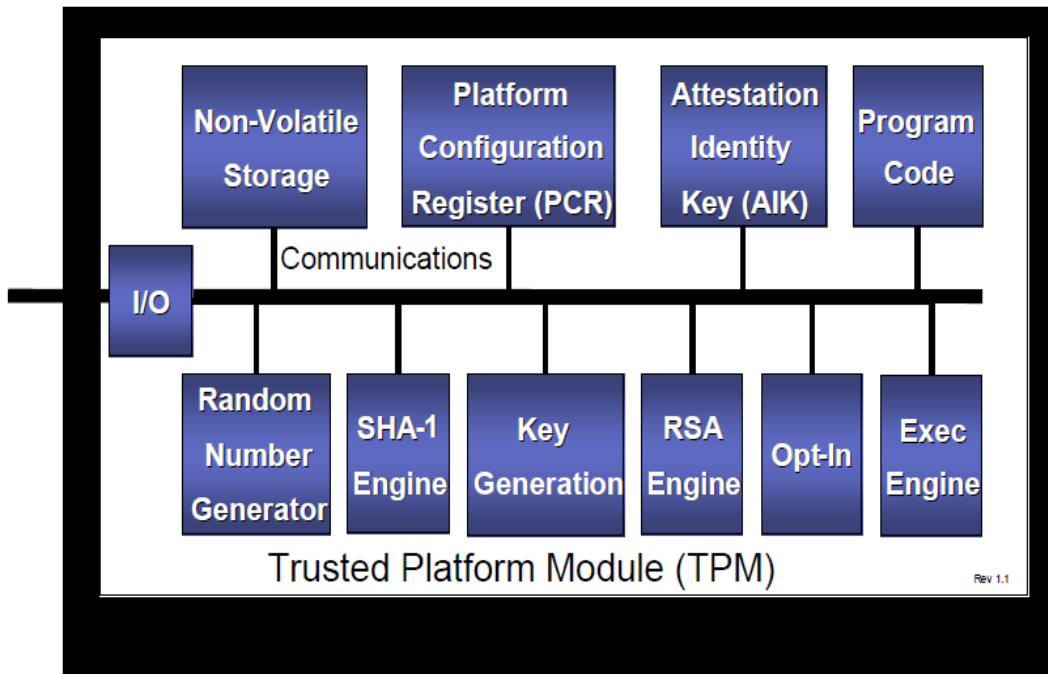 Non-Volatile
Storage
Platform
Configuration
Register (PCR)
Attestation
Identity
Key (AIK)
Program
Code
Communications
I/O
Random
Number
Generator
SHA-1
Engine
Key
Generation
RSA
Engine
Opt-In
Exec
Engine
Trusted Platform Module (TPM)
Rev 1.1